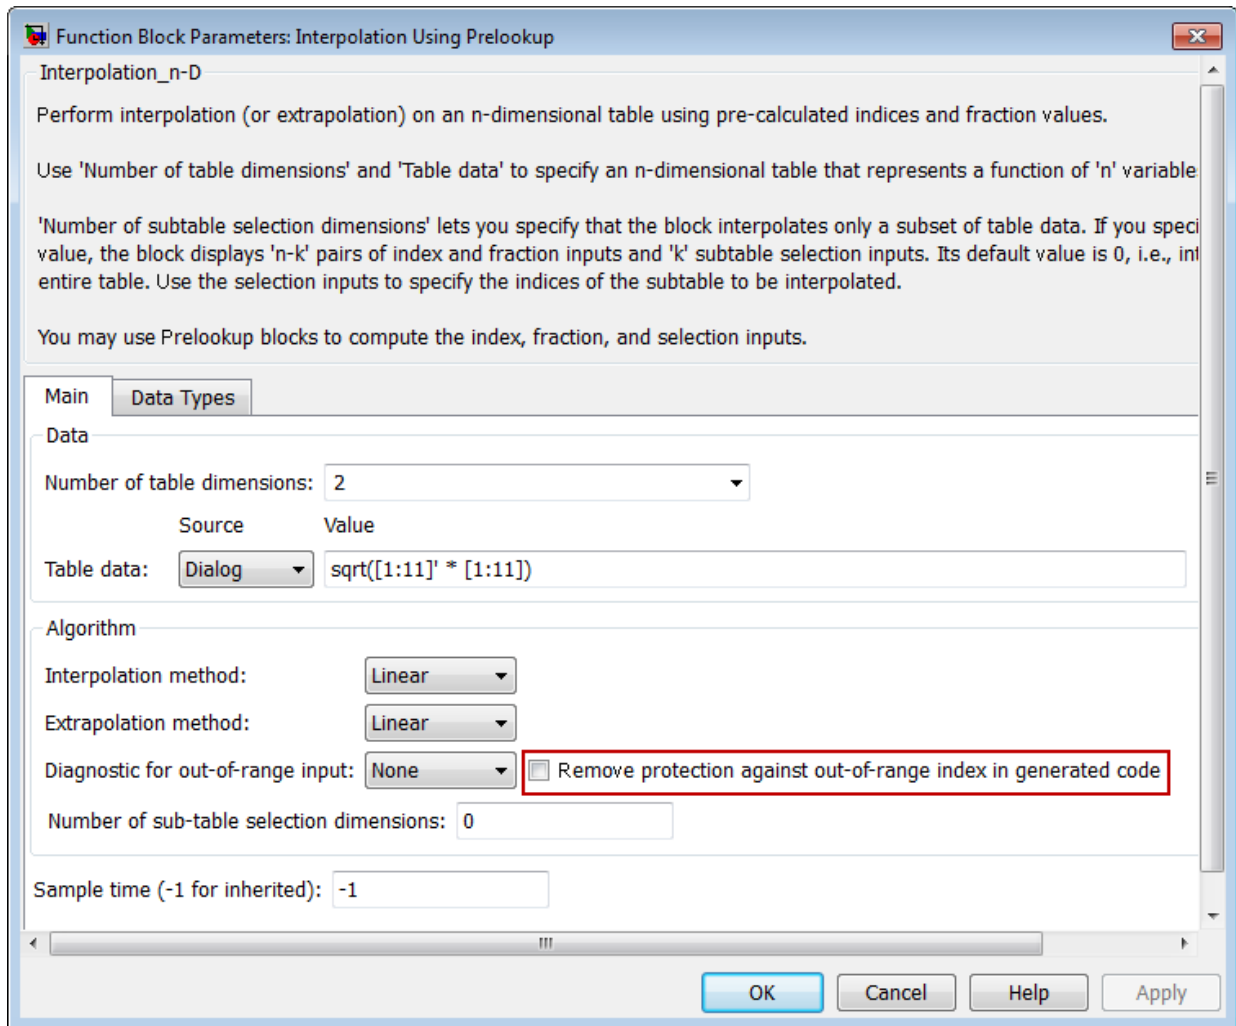 Function Block Parameters: Interpolation Using Prelookup
Interpolation_n-D
Perform interpolation (or extrapolation) on an n-dimensional table using pre-calculated indices and fraction values.
Use 'Number of table dimensions' and 'Table data' to specify an n-dimensional table that represents a function of 'n' variable
'Number of subtable selection dimensions' lets you specify that the block interpolates only a subset of table data. If you speci
value, the block displays 'n-k' pairs of index and fraction inputs and 'k' subtable selection inputs. Its default value is 0, i.e., int
entire table. Use the selection inputs to specify the indices of the subtable to be interpolated.
You may use Prelookup blocks to compute the index, fraction, and selection inputs.
Main Data Types
Data
Number of table dimensions: 2
Source Value
Table data: Dialog sqrt([1:11]' * [1:11])
Algorithm
Interpolation method: Linear
Extrapolation method: Linear
Diagnostic for out-of-range input: None Remove protection against out-of-range index in generated code
Number of sub-table selection dimensions: 0
Sample time (-1 for inherited): -1
OK Cancel Help Apply